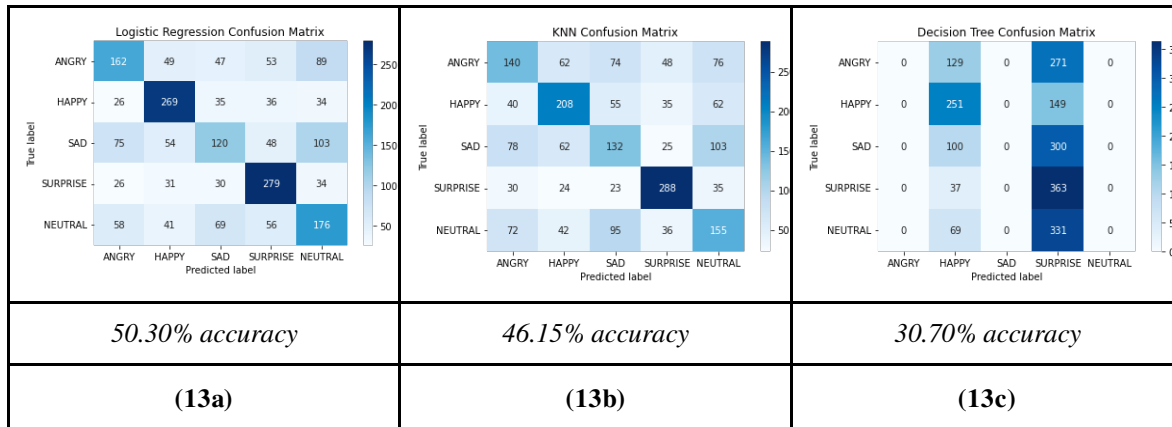 Logistic Regression Confusion Matrix
ANGRY 162 49 47 53 89
HAPPY 26 269 35 36 34
SAD 75 54 120 48 103
SURPRISE 26 31 30 279 34
NEUTRAL 58 41 69 56 176
ANGRY HAPPY SAD SURPRISE NEUTRAL
Predicted label
True label
250
200
150
100
50
KNN Confusion Matrix
ANGRY 140 62 74 48 76
HAPPY 40 208 55 35 62
SAD 78 62 132 25 103
SURPRISE 30 24 23 288 35
NEUTRAL 72 42 95 36 155
ANGRY HAPPY SAD SURPRISE NEUTRAL
Predicted label
True label
250
200
150
100
50
Decision Tree Confusion Matrix
ANGRY 0 129 0 271 0
HAPPY 0 251 0 149 0
SAD 0 100 0 300 0
SURPRISE 0 37 0 363 0
NEUTRAL 0 69 0 331 0
ANGRY HAPPY SAD SURPRISE NEUTRAL
Predicted label
True label
0
50.30% accuracy
46.15% accuracy
30.70% accuracy
(13a)
(13b)
(13c)